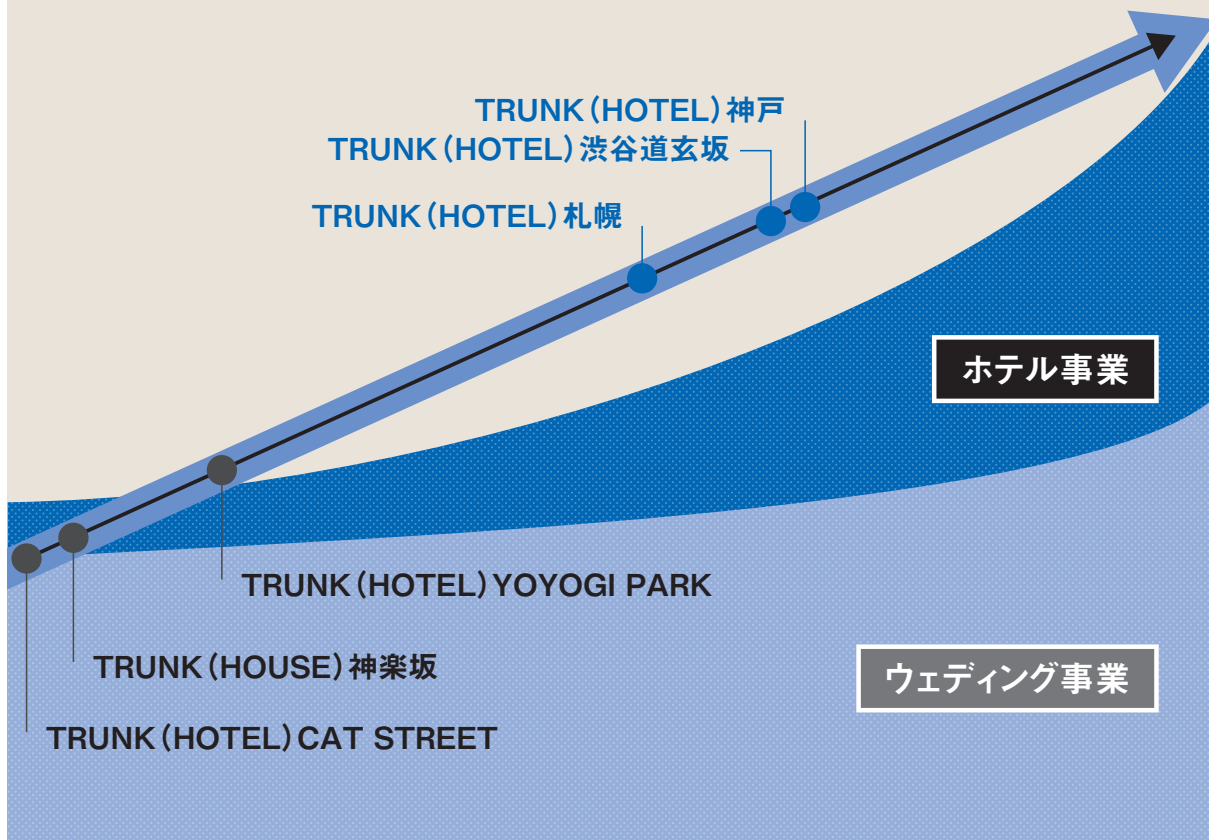 TRUNK(HOTEL)神戸
TRUNK(HOTEL)渋谷道玄坂
TRUNK(HOTEL)札幌
ホテル事業
TRUNK(HOTEL)YOYOGI PARK
TRUNK(HOUSE)神楽坂
ウェディング事業
TRUNK(HOTEL)CAT STREET